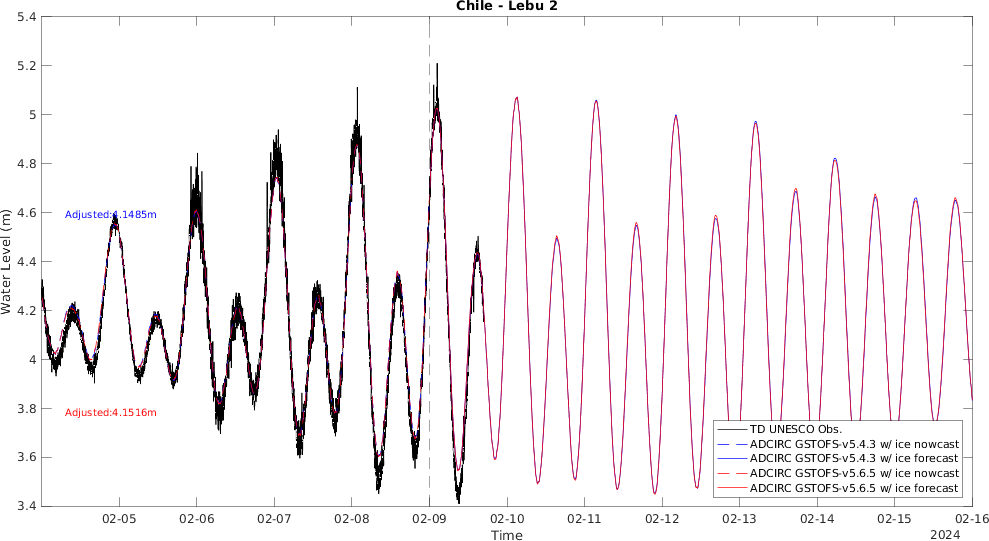 Chile - Lebu 2
5.4
5.2
5
4.8
4.6
4.4
4.2
4
3.8
3.6
3.4
Water Level (m)
Adjusted:4.1485m
Adjusted:4.1516m
TD UNESCO Obs.
ADCIRC GSTOFS-v5.4.3 w/ ice nowcast
ADCIRC GSTOFS-v5.4.3 w/ ice forecast
ADCIRC GSTOFS-v5.6.5 w/ ice nowcast
ADCIRC GSTOFS-v5.6.5 w/ ice forecast
02-05 02-06 02-07 02-08 02-09 02-10 02-11 02-12 02-13 02-14 02-15 02-16
Time
2024